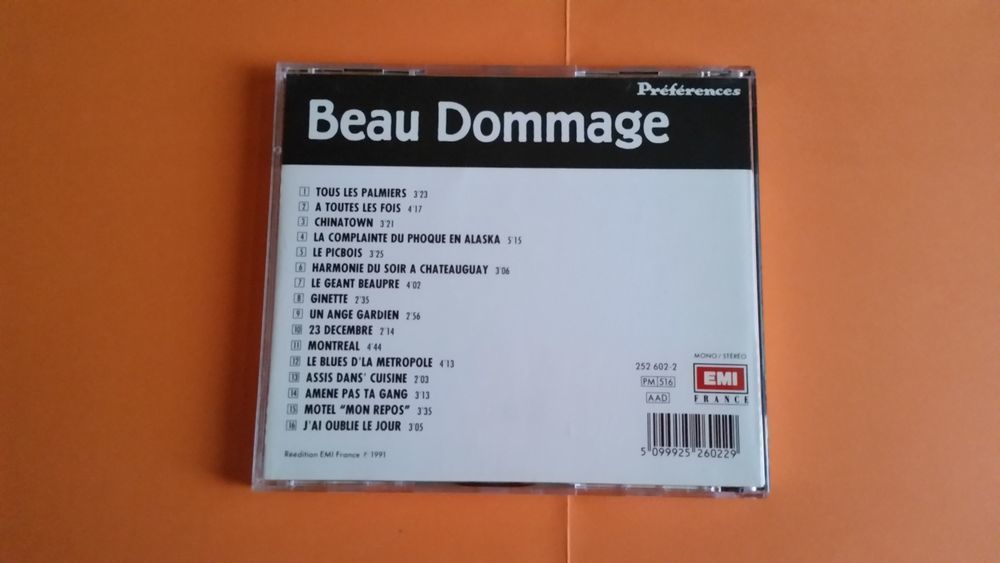 Préférences
Beau Dommage
1 TOUS LES PALMIERS 3'23
2 A TOUTES LES FOIS 4'17
3 CHINATOWN 3'21
4 LA COMPLAINTE DU PHOQUE EN ALASKA 5'15
5 LE PICBOIS 3'25
6 HARMONIE DU SOIR A CHATEAUGUAY 3'06
7 LE GEANT BEAUPRE 4'02
8 GINETTE 2'35
9 UN ANGE GARDIEN 2'56
10 23 DECEMBRE 2'14
11 MONTREAL 4'44
12 LE BLUES D'LA METROPOLE 4'13
13 ASSIS DANS' CUISINE 2'03
14 AMENE PAS TA GANG 3'13
15 MOTEL "MON REPOS" 3'35
16 J'AI OUBLIE LE JOUR 3'05
Reedition EMI France ℗ 1991
MONO/STÉRÉO
252 602-2
PM 516
AAD
EMI
FRANCE
5 099925 260229